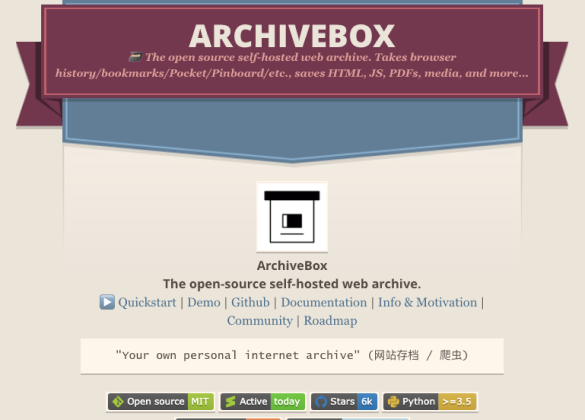 ARCHIVEBOX
The open source self-hosted web archive. Takes browser
history/bookmarks/Pocket/Pinboard/etc., saves HTML, JS, PDFs, media, and more...
ArchiveBox
The open-source self-hosted web archive.
Quickstart | Demo | Github | Documentation | Info & Motivation |
Community | Roadmap
"Your own personal internet archive" (网站存档 / 爬虫)
Open source MIT Active today Stars 6k Python >=3.5